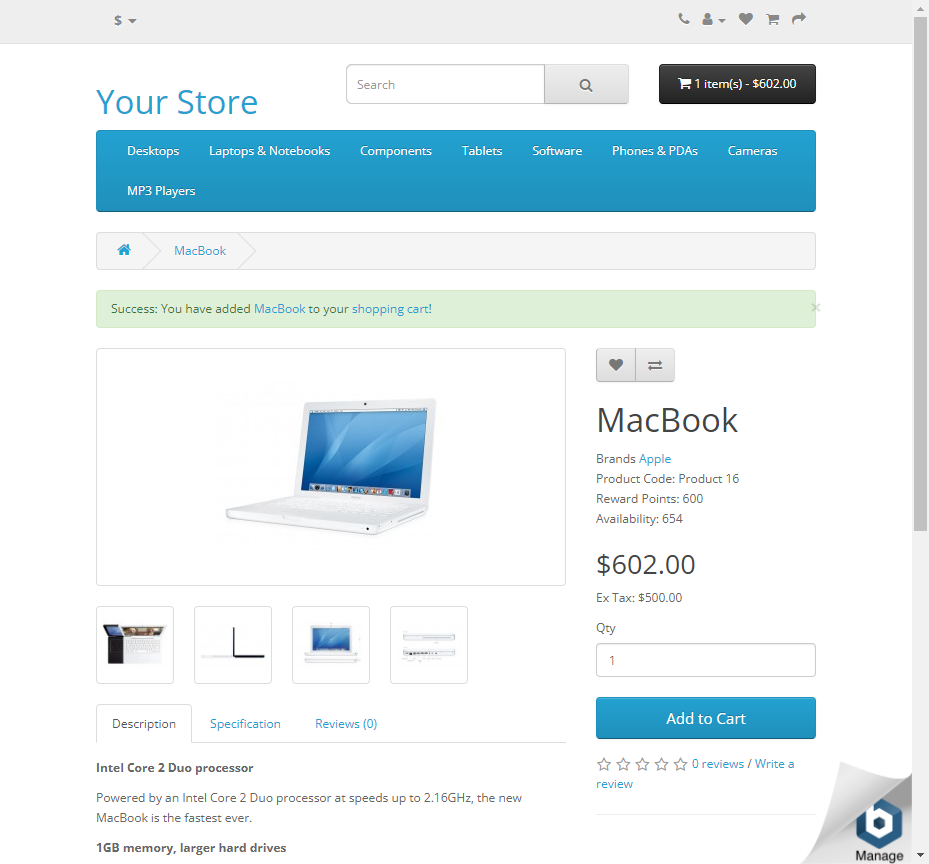 $
Your Store
Search
1 item(s) - $602.00
Desktops Laptops & Notebooks Components Tablets Software Phones & PDAs Cameras
MP3 Players
MacBook
Success: You have added MacBook to your shopping cart!
×
MacBook
Brands Apple
Product Code: Product 16
Reward Points: 600
Availability: 654
$602.00
Ex Tax: $500.00
Qty
1
Add to Cart
0 reviews / Write a
review
Description Specification Reviews (0)
Intel Core 2 Duo processor
Powered by an Intel Core 2 Duo processor at speeds up to 2.16GHz, the new
MacBook is the fastest ever.
1GB memory, larger hard drives
b
Manage